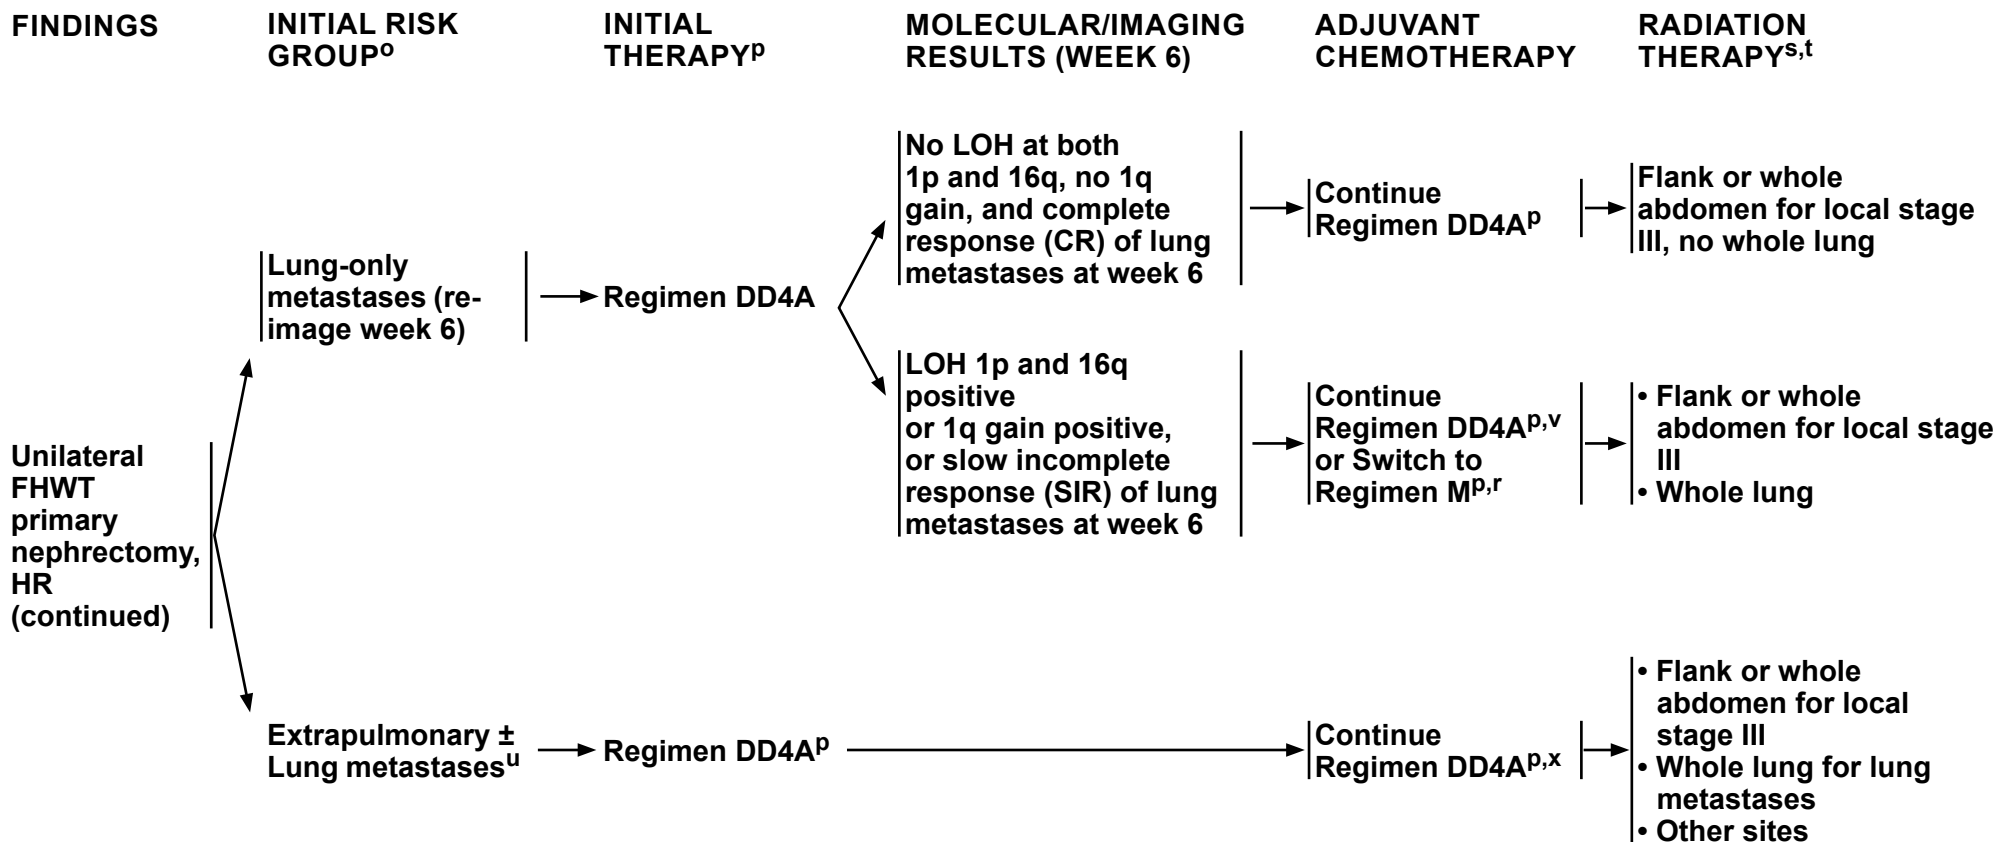 FINDINGS
INITIAL RISK
GROUPo
INITIAL
THERAPYp
MOLECULAR/IMAGING
RESULTS (WEEK 6)
ADJUVANT
CHEMOTHERAPY
RADIATION
THERAPYs,t
Unilateral
FHWT
primary
nephrectomy,
HR
(continued)
Lung-only
metastases (re-
image week 6)
Regimen DD4A
No LOH at both
1p and 16q, no 1q
gain, and complete
response (CR) of lung
metastases at week 6
Continue
Regimen DD4Ap
Flank or whole
abdomen for local stage
III, no whole lung
LOH 1p and 16q
positive
or 1q gain positive,
or slow incomplete
response (SIR) of lung
metastases at week 6
Continue
Regimen DD4Ap,v
or Switch to
Regimen Mp,r
• Flank or whole
abdomen for local stage
III
• Whole lung
Extrapulmonary ±
Lung metastasesu
Regimen DD4Ap
Continue
Regimen DD4Ap,x
• Flank or whole
abdomen for local
stage III
• Whole lung for lung
metastases
• Other sites